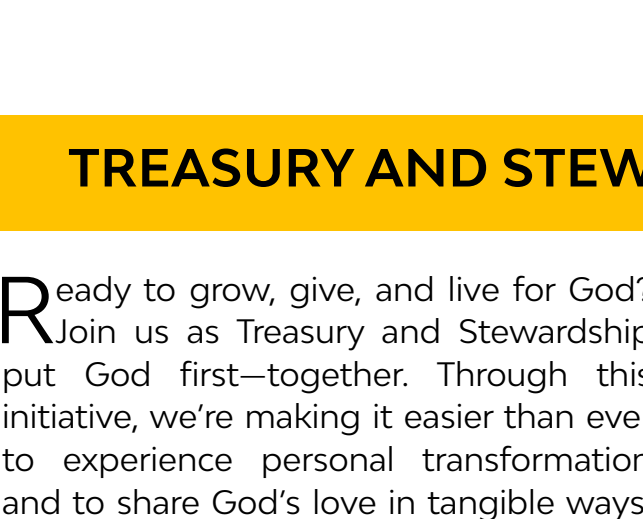 TREASURY AND STEW
Ready to grow, give, and live for God?
Join us as Treasury and Stewardship
put God first—together. Through this
initiative, we’re making it easier than eve
to experience personal transformation
and to share God’s love in tangible ways